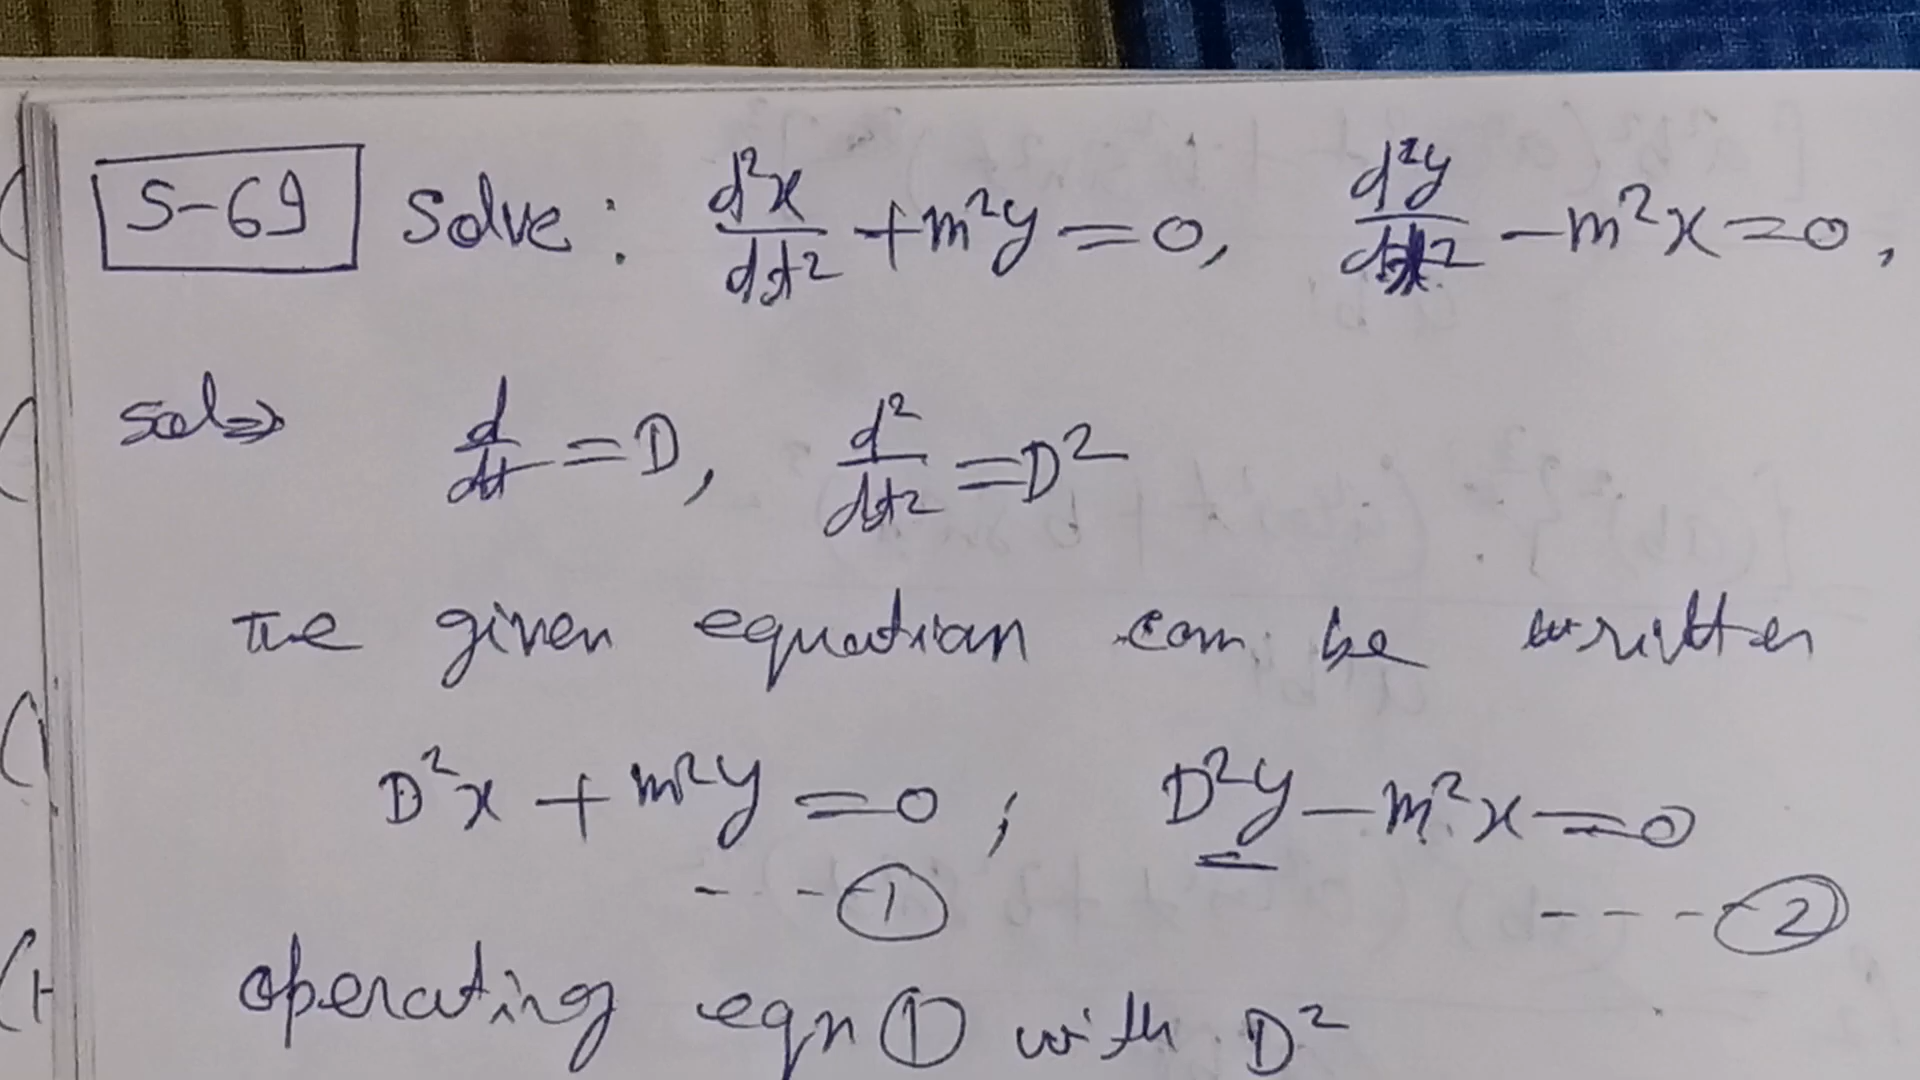 S-69 Solve : d²x/dt² + m²y = 0, d²y/dt² - m²x = 0,
sol⇒ d/dt = D, d²/dt² = D²
The given equation can be written
D²x + m²y = 0 ; D²y - m²x = 0
- - - ① - - - - ②
operating eqn ① with D²